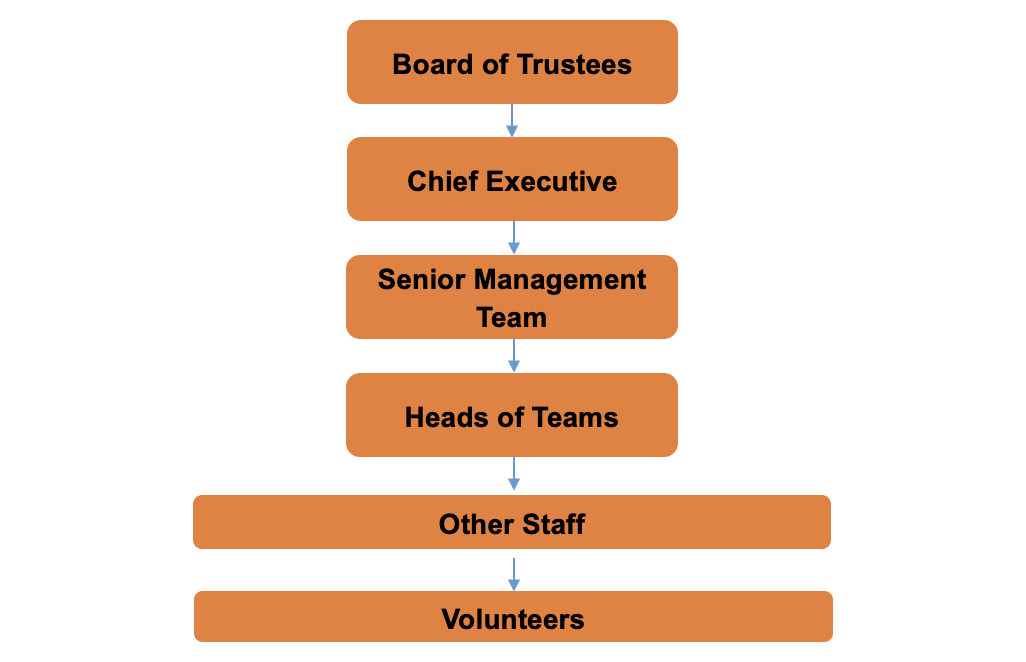 Board of Trustees
Chief Executive
Senior Management
Team
Heads of Teams
Other Staff
Volunteers